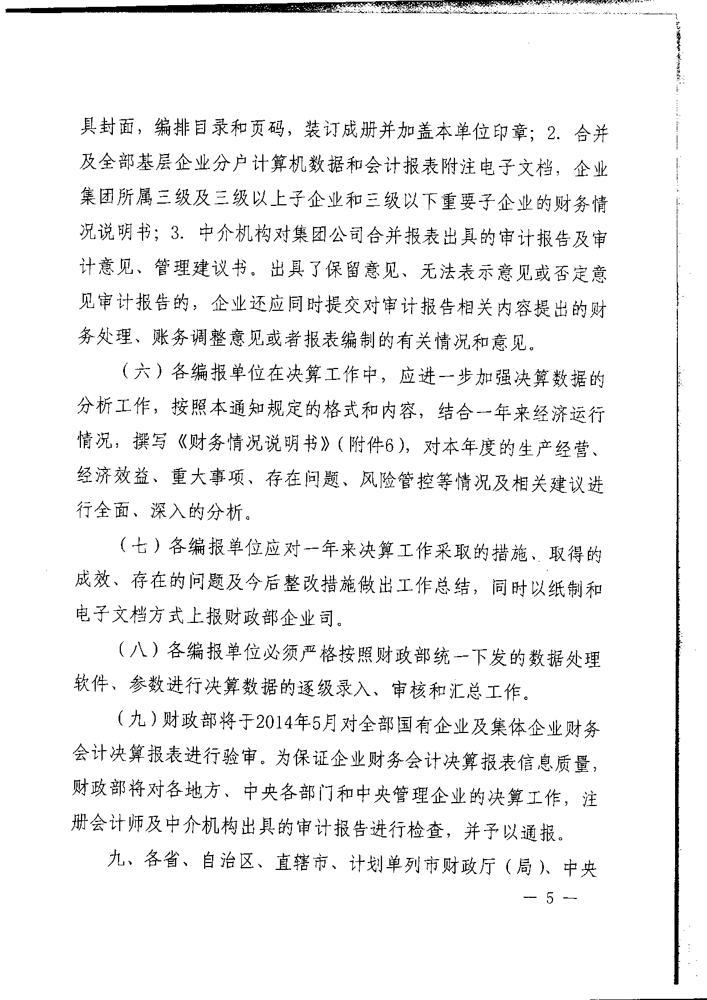 具封面，编排目录和页码，装订成册并加盖本单位印章；2. 合并
及全部基层企业分户计算机数据和会计报表附注电子文档，企业
集团所属三级及三级以上子企业和三级以下重要子企业的财务情
况说明书；3. 中介机构对集团公司合并报表出具的审计报告及审
计意见、管理建议书。出具了保留意见、无法表示意见或否定意
见审计报告的，企业还应同时提交对审计报告相关内容提出的财
务处理、账务调整意见或者报表编制的有关情况和意见。
（六）各编报单位在决算工作中，应进一步加强决算数据的
分析工作，按照本通知规定的格式和内容，结合一年来经济运行
情况，撰写《财务情况说明书》（附件6），对本年度的生产经营、
经济效益、重大事项、存在问题、风险管控等情况及相关建议进
行全面、深入的分析。
（七）各编报单位应对一年来决算工作采取的措施、取得的
成效、存在的问题及今后整改措施做出工作总结，同时以纸制和
电子文档方式上报财政部企业司。
（八）各编报单位必须严格按照财政部统一下发的数据处理
软件、参数进行决算数据的逐级录入、审核和汇总工作。
（九）财政部将于2014年5月对全部国有企业及集体企业财务
会计决算报表进行验审。为保证企业财务会计决算报表信息质量，
财政部将对各地方、中央各部门和中央管理企业的决算工作，注
册会计师及中介机构出具的审计报告进行检查，并予以通报。
九、各省、自治区、直辖市、计划单列市财政厅（局）、中央
— 5 —